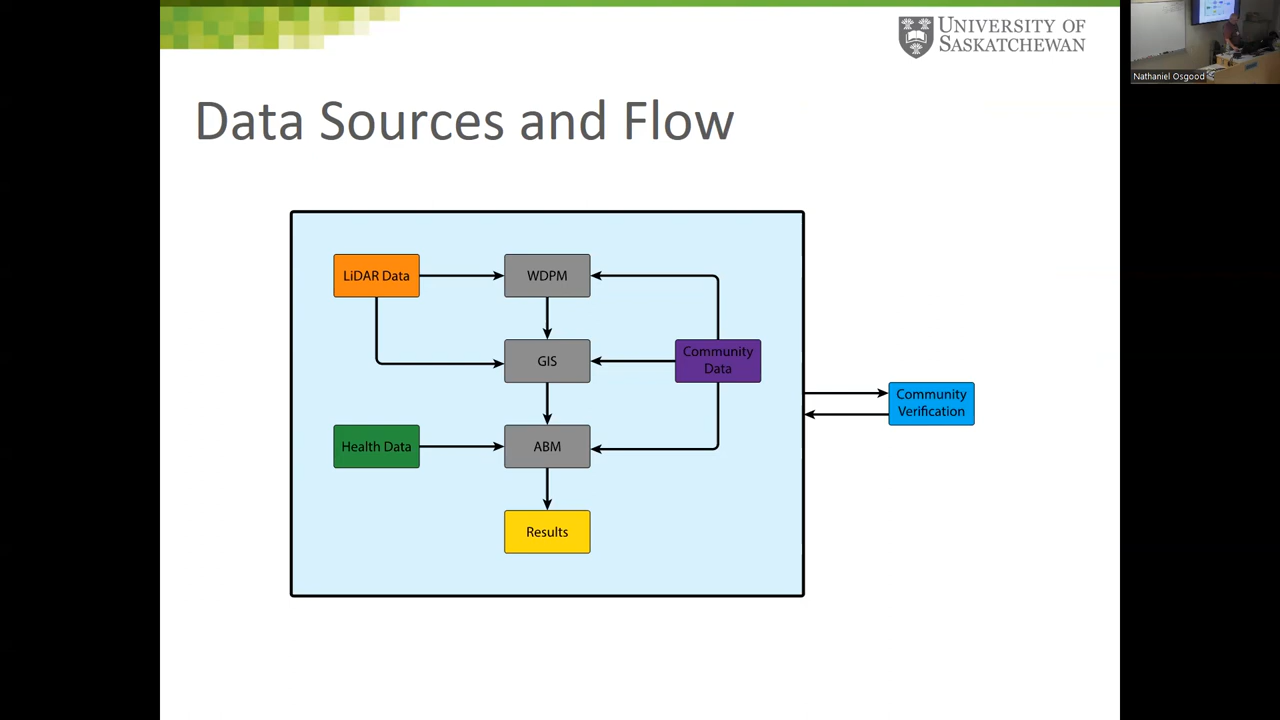 UNIVERSITY OF
SASKATCHEWAN
Nathaniel Osgood
Data Sources and Flow
LiDAR Data
WDPM
Community
Data
GIS
Community
Verification
Health Data
ABM
Results